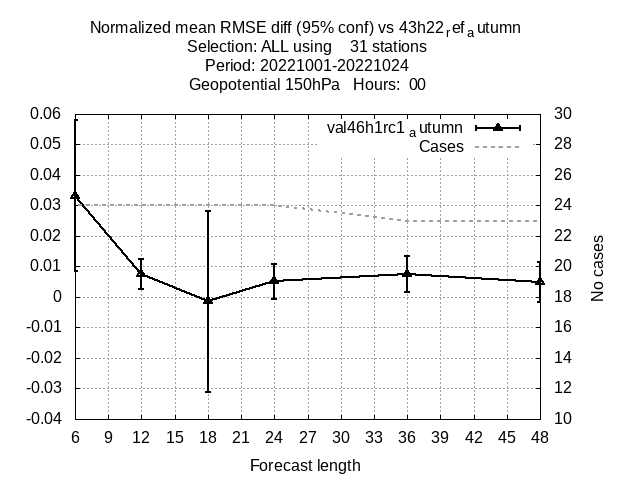 Normalized mean RMSE diff (95% conf) vs 43h22refautumn
Selection: ALL using 31 stations
Period: 20221001-20221024
Geopotential 150hPa Hours: 00
val46h1rc1autumn
Cases
0.06
0.05
0.04
0.03
0.02
0.01
0
-0.01
-0.02
-0.03
-0.04
30
28
26
24
22
20
18
16
14
12
10
No cases
6 9 12 15 18 21 24 27 30 33 36 39 42 45 48
Forecast length